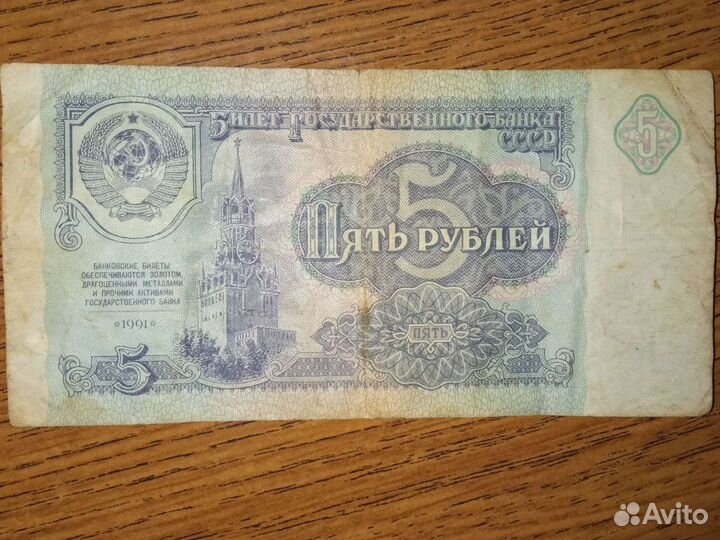 БИЛЕТ ГОСУДАРСТВЕННОГО БАНКА
СССР
5
5
ПЯТЬ РУБЛЕЙ
БАНКОВСКИЕ БИЛЕТЫ
ОБЕСПЕЧИВАЮТСЯ ЗОЛОТОМ,
ДРАГОЦЕННЫМИ МЕТАЛЛАМИ
И ПРОЧИМИ АКТИВАМИ
ГОСУДАРСТВЕННОГО БАНКА
☆1991☆
ПЯТЬ
5
Avito